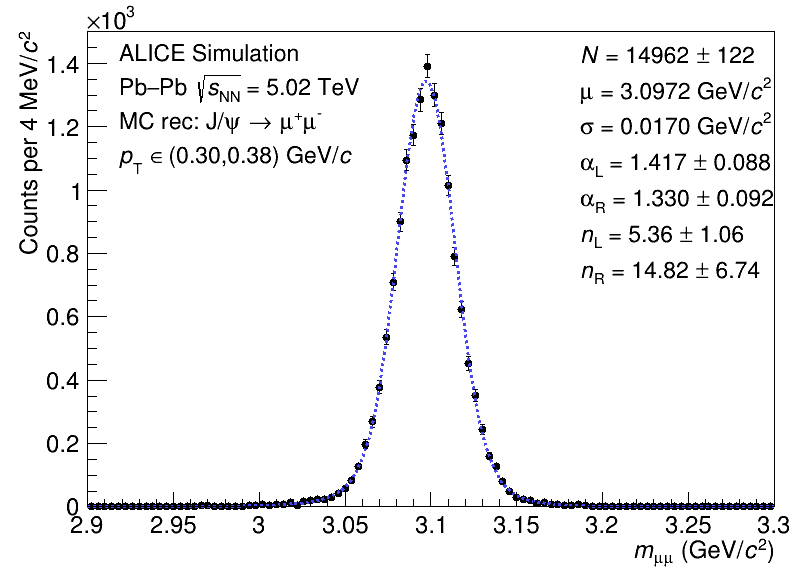 ×10³
Counts per 4 MeV/c²
ALICE Simulation
Pb–Pb √sNN = 5.02 TeV
MC rec: J/ψ → μ⁺μ⁻
pT ∈ (0.30,0.38) GeV/c
N = 14962 ± 122
μ = 3.0972 GeV/c²
σ = 0.0170 GeV/c²
αL = 1.417 ± 0.088
αR = 1.330 ± 0.092
nL = 5.36 ± 1.06
nR = 14.82 ± 6.74
1.4
1.2
1
0.8
0.6
0.4
0.2
0
2.9 2.95 3 3.05 3.1 3.15 3.2 3.25 3.3
mμμ (GeV/c²)